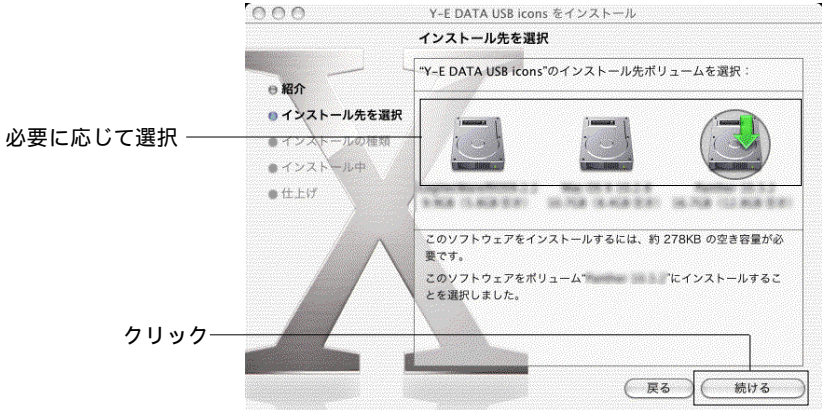 Y-E DATA USB icons をインストール
インストール先を選択
"Y-E DATA USB icons"のインストール先ボリュームを選択：
紹介
インストール先を選択
インストールの種類
インストール中
仕上げ
必要に応じて選択
このソフトウェアをインストールするには、約 278KB の空き容量が必
要です。
このソフトウェアをボリューム“ ”にインストールするこ
とを選択しました。
クリック
戻る
続ける